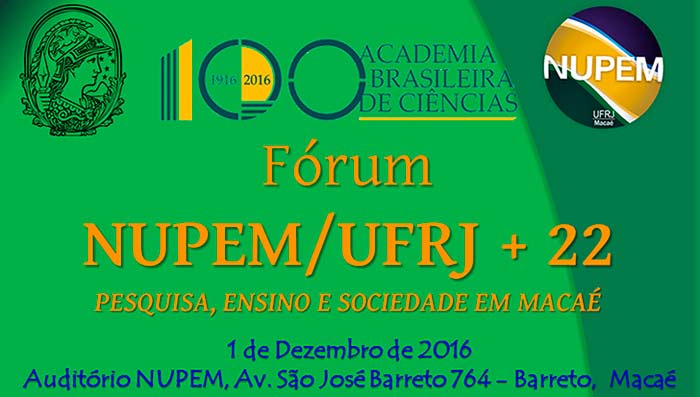 1916 2016
100
ACADEMIA
BRASILEIRA
DE CIÊNCIAS
NUPEM
UFRJ
Macaé
Fórum
NUPEM/UFRJ + 22
PESQUISA, ENSINO E SOCIEDADE EM MACAÉ
1 de Dezembro de 2016
Auditório NUPEM, Av. São José Barreto 764 - Barreto, Macaé